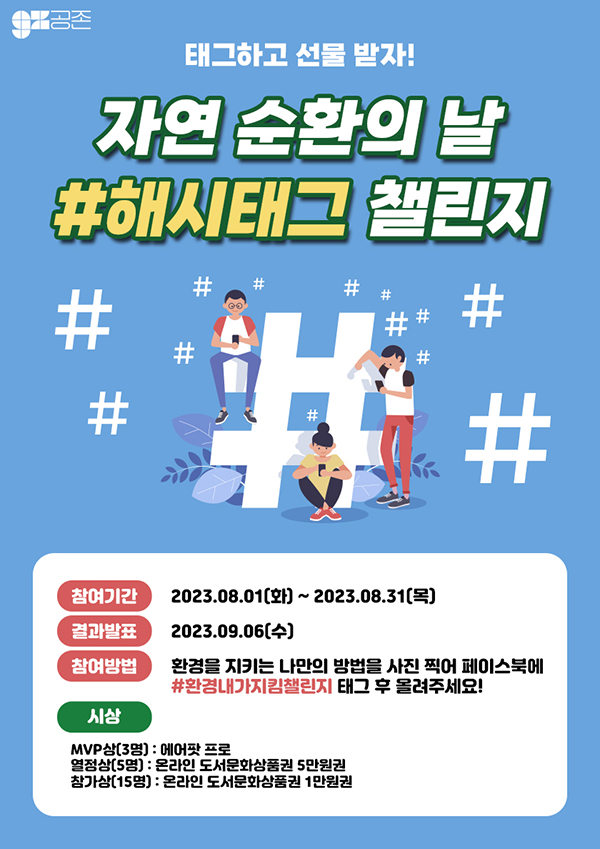 공존
태그하고 선물 받자!
자연 순환의 날
#해시태그 챌린지
참여기간 2023.08.01(화) ~ 2023.08.31(목)
결과발표 2023.09.06(수)
참여방법 환경을 지키는 나만의 방법을 사진 찍어 페이스북에
#환경내가지킴챌린지 태그 후 올려주세요!
시상
MVP상(3명) : 에어팟 프로
열정상(5명) : 온라인 도서문화상품권 5만원권
참가상(15명) : 온라인 도서문화상품권 1만원권